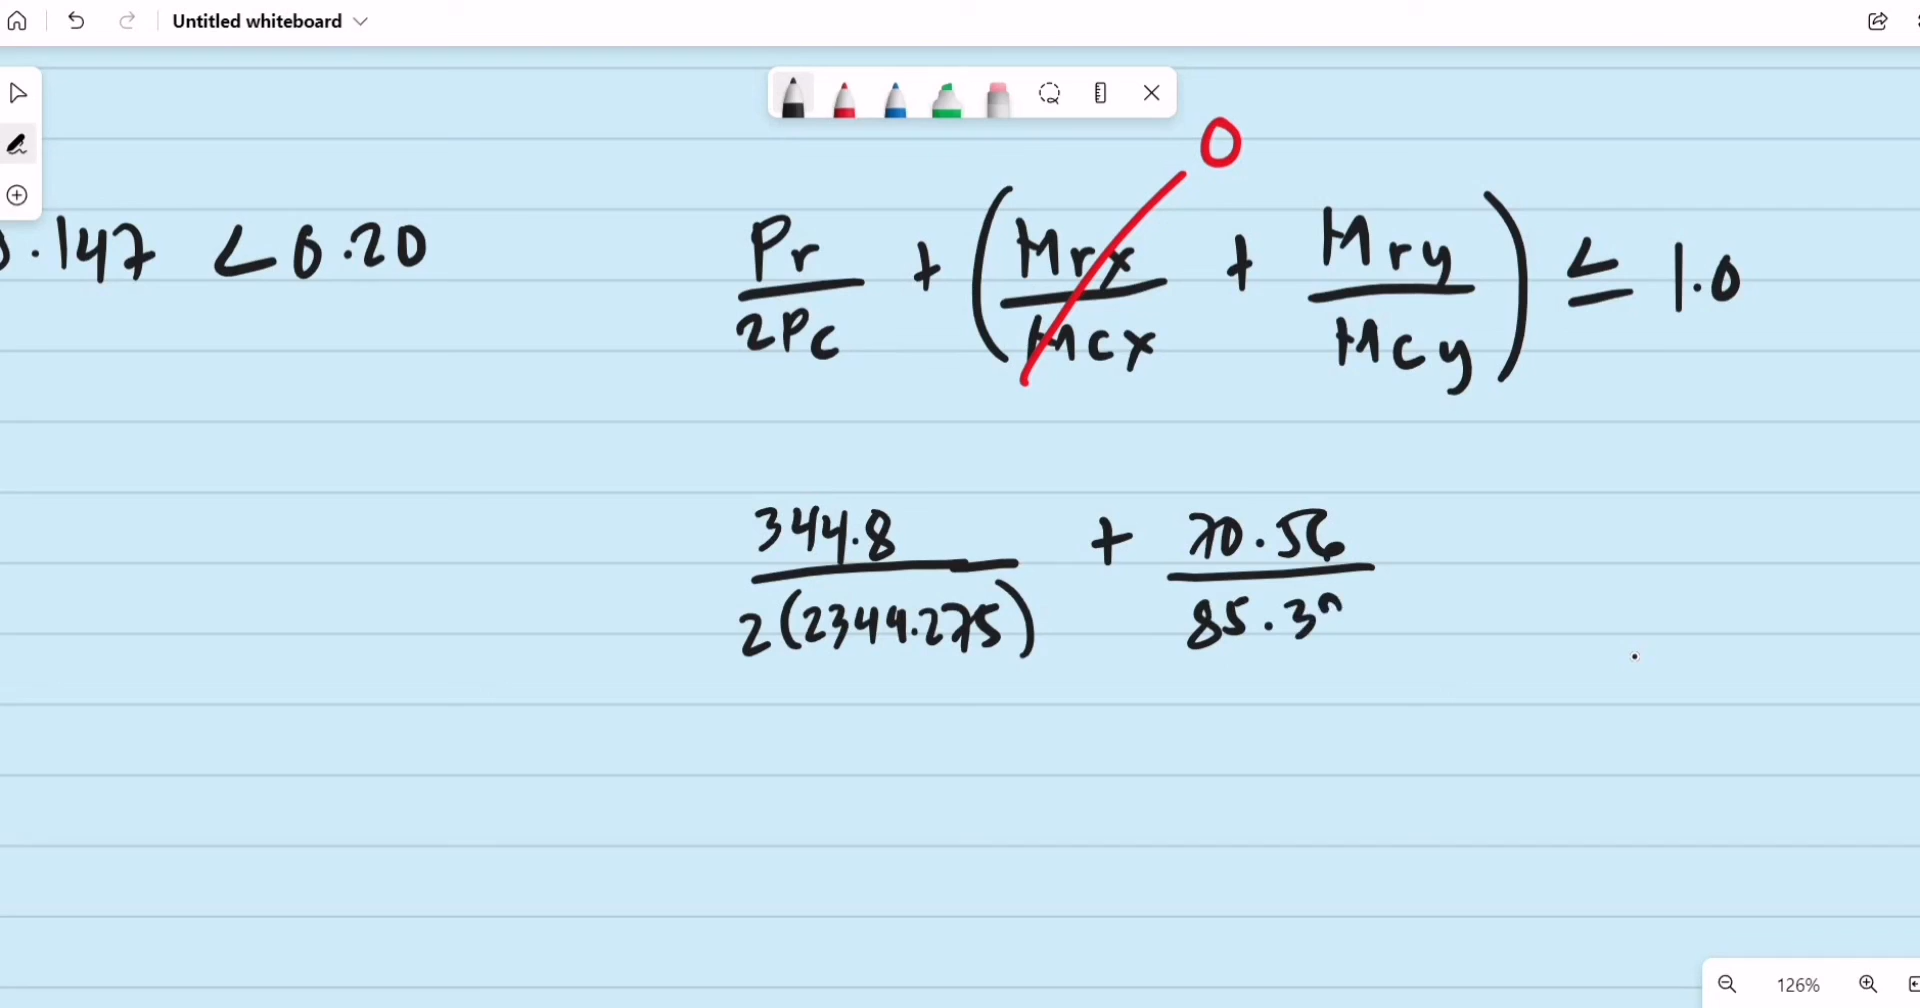 Untitled whiteboard
0
.147 < 0.20
Pr/2Pc + (Mrx/Mcx + Mry/Mcy) ≤ 1.0
344.8/2(2344.275) + 70.56/85.3
126%